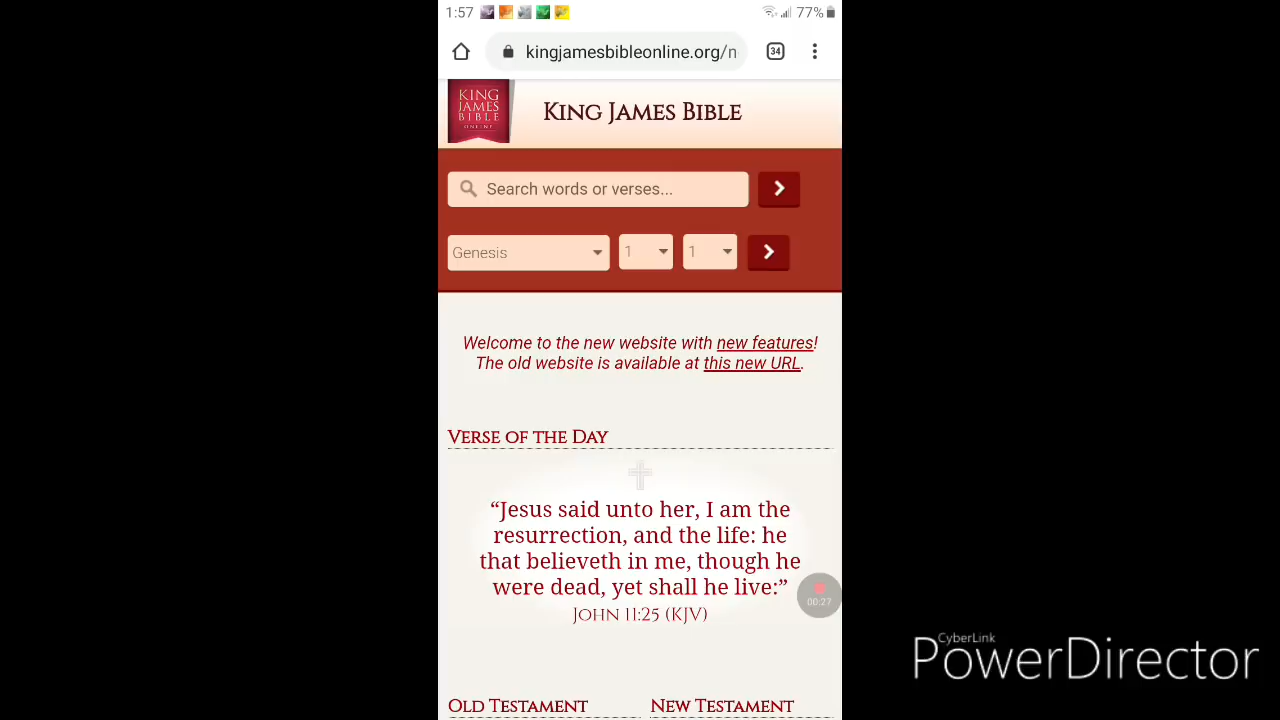 1:57
77%
kingjamesbibleonline.org/n
34
KING
JAMES
BIBLE
ONLINE
KING JAMES BIBLE
Search words or verses...
Genesis
1
1
Welcome to the new website with new features!
The old website is available at this new URL.
VERSE OF THE DAY
“Jesus said unto her, I am the
resurrection, and the life: he
that believeth in me, though he
were dead, yet shall he live:”
JOHN 11:25 (KJV)
00:27
OLD TESTAMENT
NEW TESTAMENT
CyberLink
PowerDirector